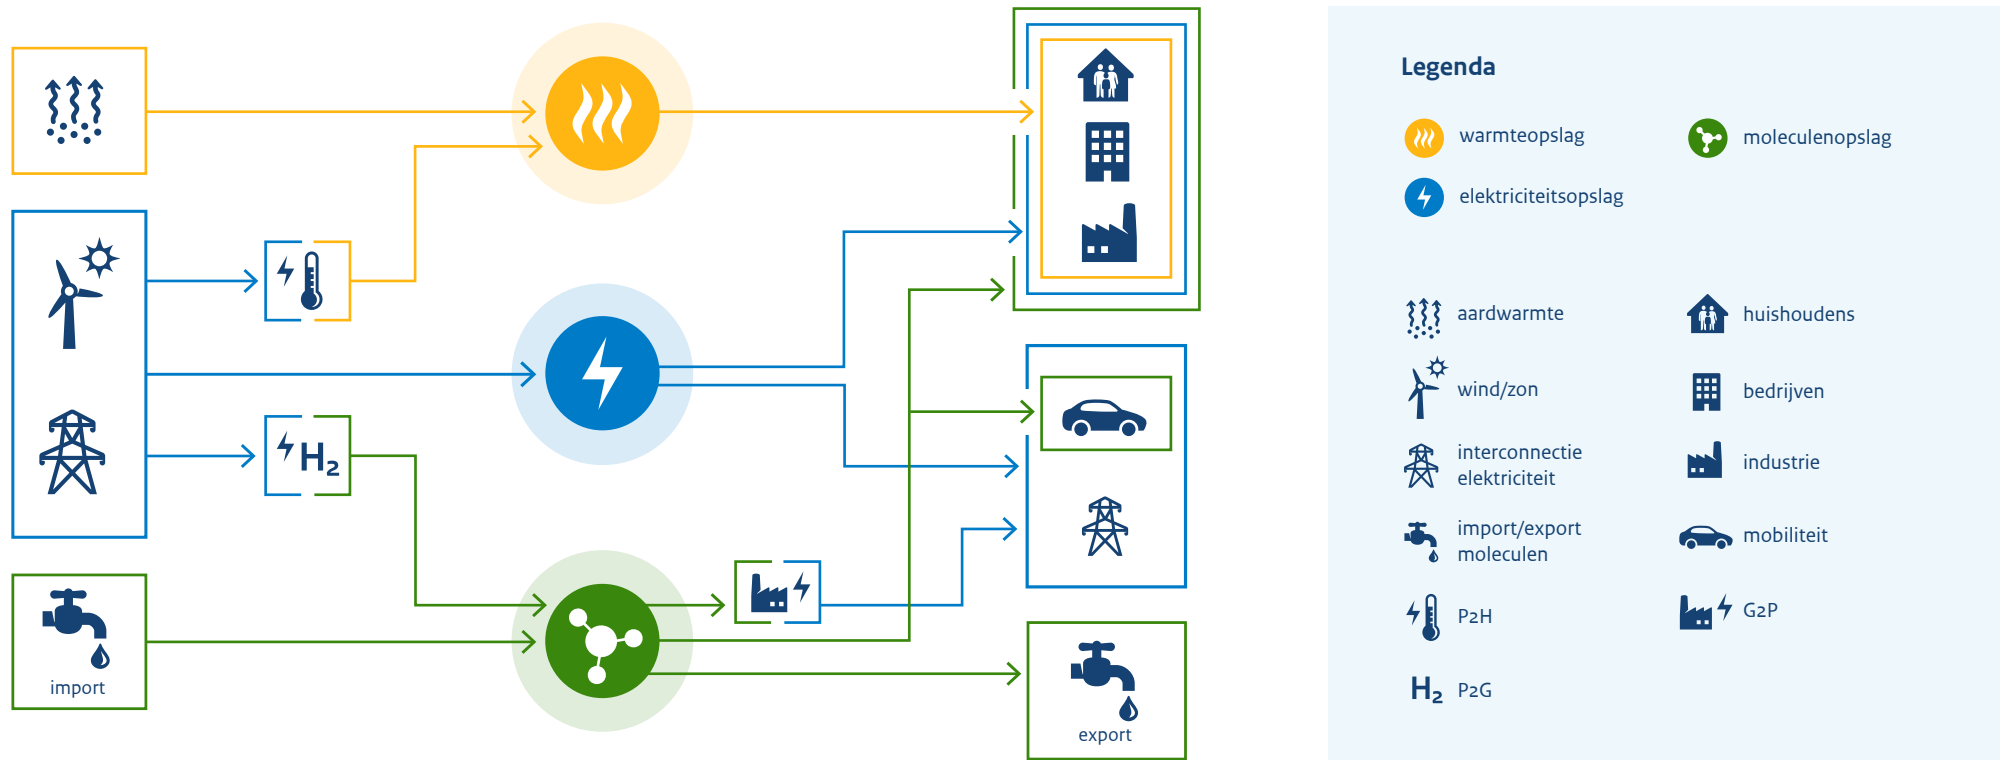 H2
import
export
Legenda
warmteopslag
moleculenopslag
elektriciteitsopslag
aardwarmte
huishoudens
wind/zon
bedrijven
interconnectie
elektriciteit
industrie
import/export
moleculen
mobiliteit
P2H
G2P
H2
P2G